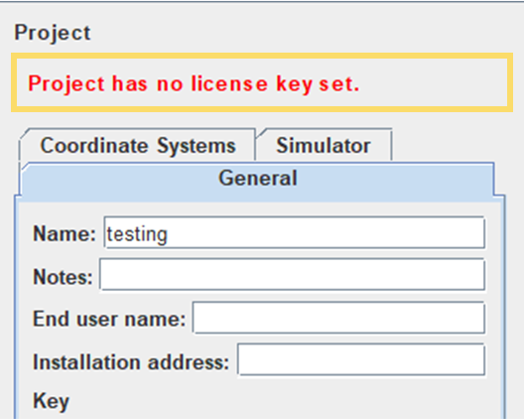 Project
Project has no license key set.
Coordinate Systems Simulator
General
Name: testing
Notes:
End user name:
Installation address:
Key